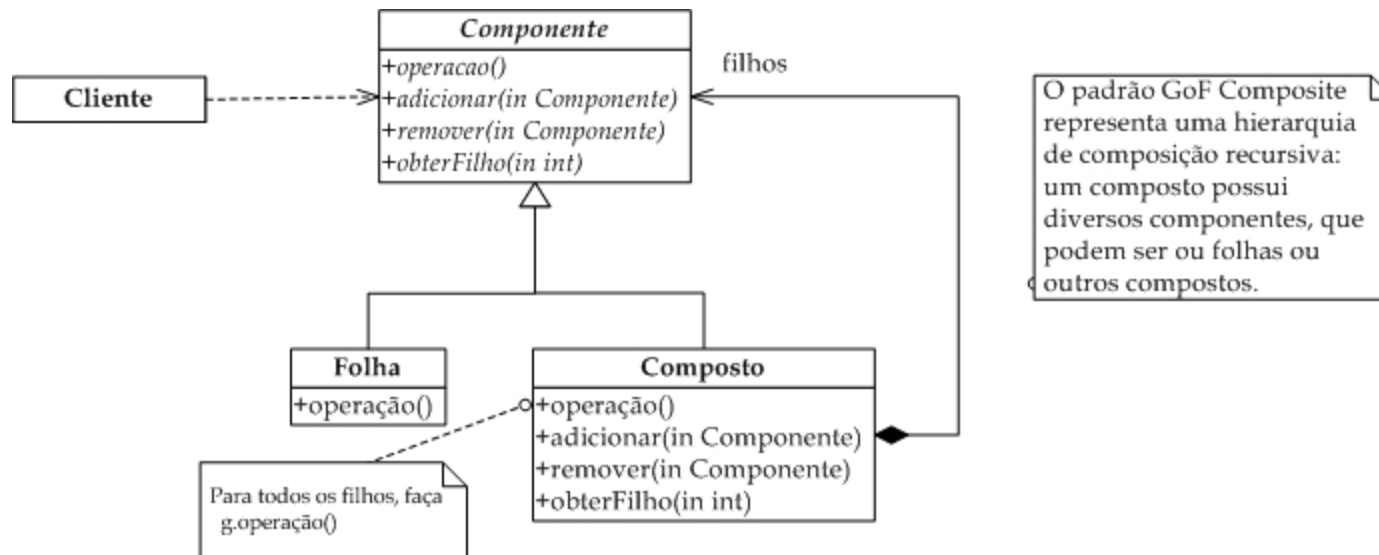 Componente
+operacao()
+adicionar(in Componente)
+remover(in Componente)
+obterFilho(in int)
filhos
Cliente
O padrão GoF Composite
representa uma hierarquia
de composição recursiva:
um composto possui
diversos componentes, que
podem ser ou folhas ou
outros compostos.
Folha
+operação()
Composto
+operação()
+adicionar(in Componente)
+remover(in Componente)
+obterFilho(in int)
Para todos os filhos, faça
g.operação()